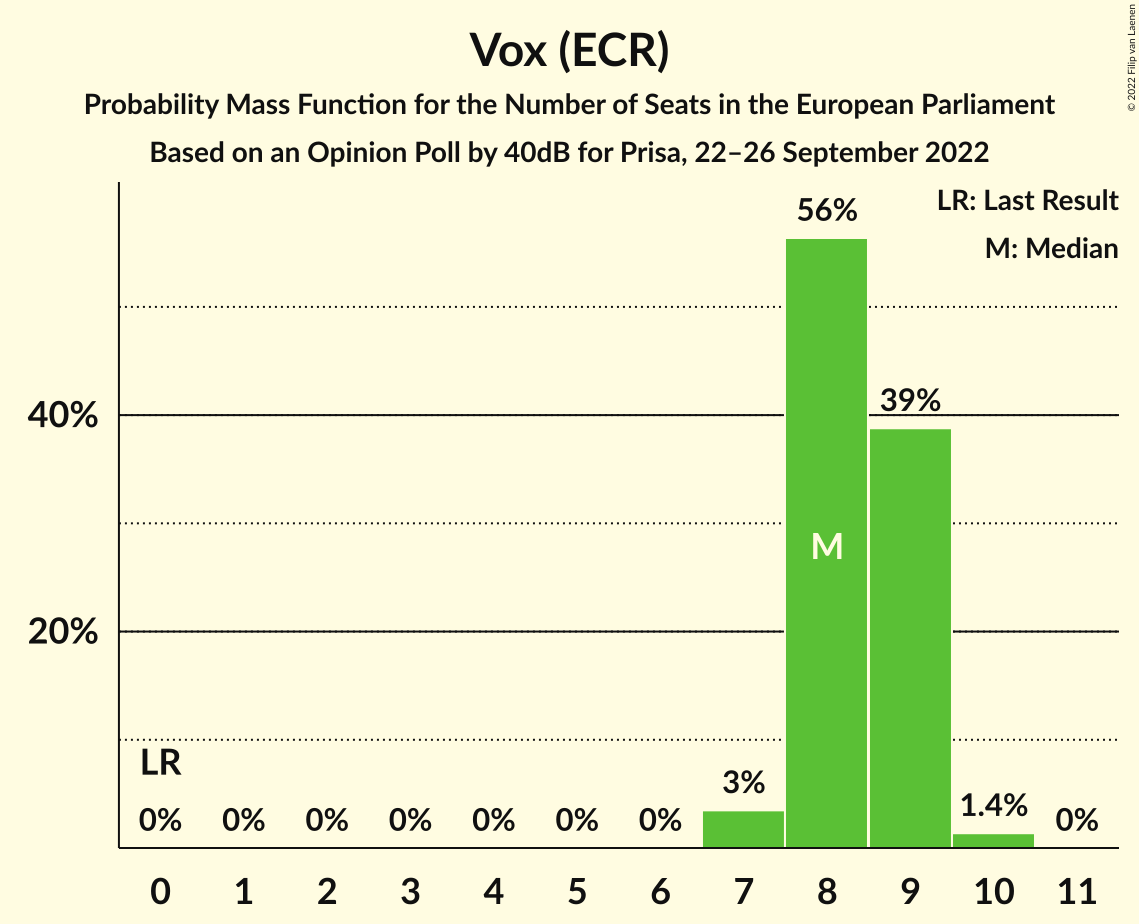 Vox (ECR)
Probability Mass Function for the Number of Seats in the European Parliament
Based on an Opinion Poll by 40dB for Prisa, 22–26 September 2022
© 2022 Filip van Laenen
LR: Last Result
M: Median
56%
39%
40%
M
20%
LR
3%
1.4%
0% 0% 0% 0% 0% 0% 0% 0%
0 1 2 3 4 5 6 7 8 9 10 11